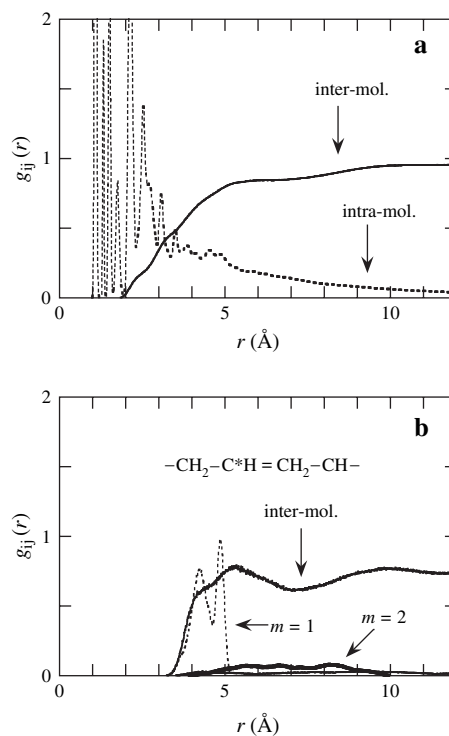 a
2
1
0
g_ij (r)
inter-mol.
intra-mol.
0 5 10
r (Å)
b
2
1
0
g_ij (r)
–CH₂–C*H = CH₂–CH–
inter-mol.
m = 1
m = 2
0 5 10
r (Å)